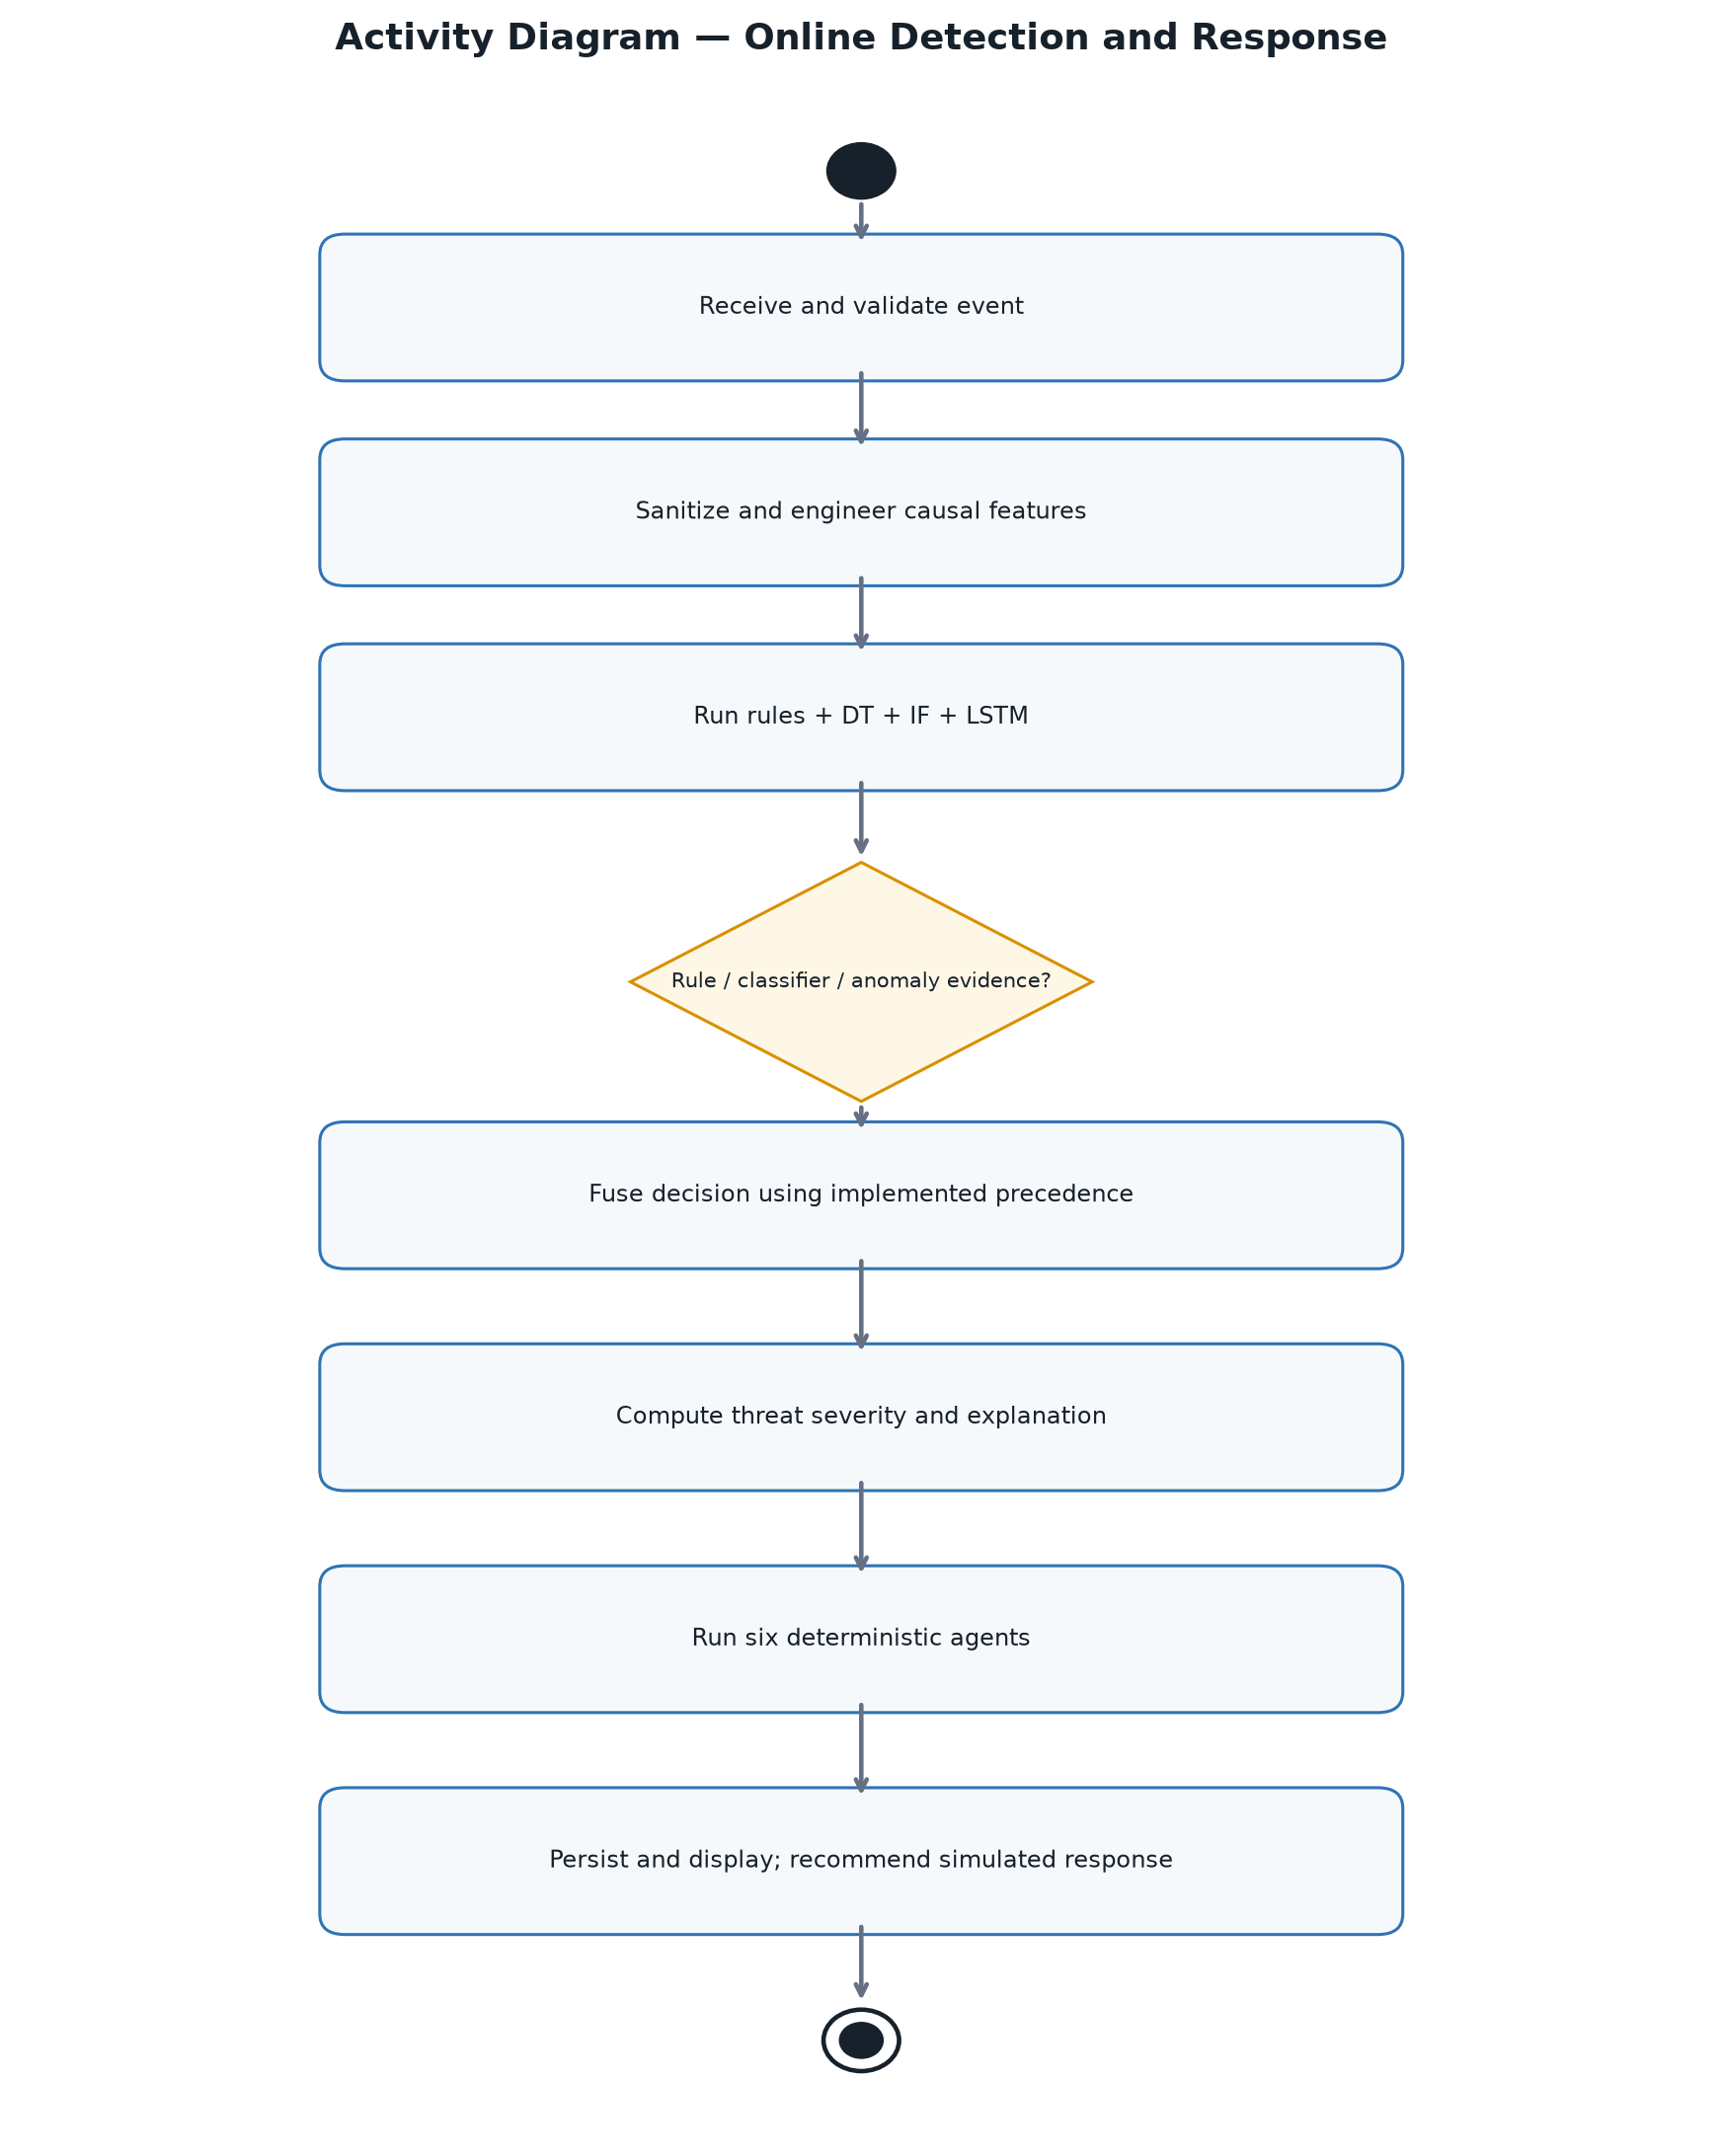 Activity Diagram — Online Detection and Response
Receive and validate event
Sanitize and engineer causal features
Run rules + DT + IF + LSTM
Rule / classifier / anomaly evidence?
Fuse decision using implemented precedence
Compute threat severity and explanation
Run six deterministic agents
Persist and display; recommend simulated response